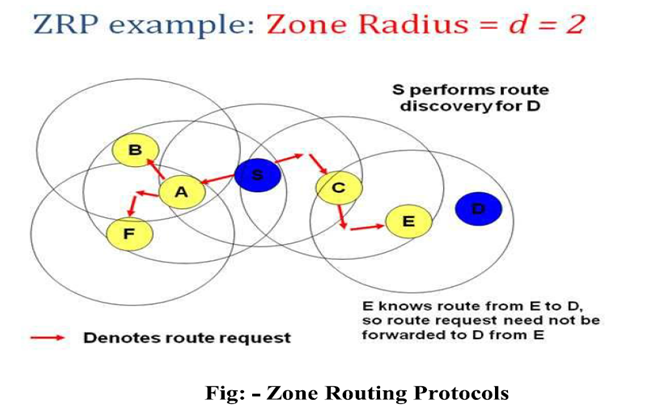 ZRP example: Zone Radius = d = 2
S performs route
discovery for D
B
S
A
C
D
E
F
E knows route from E to D,
so route request need not be
forwarded to D from E
Denotes route request
Fig: - Zone Routing Protocols